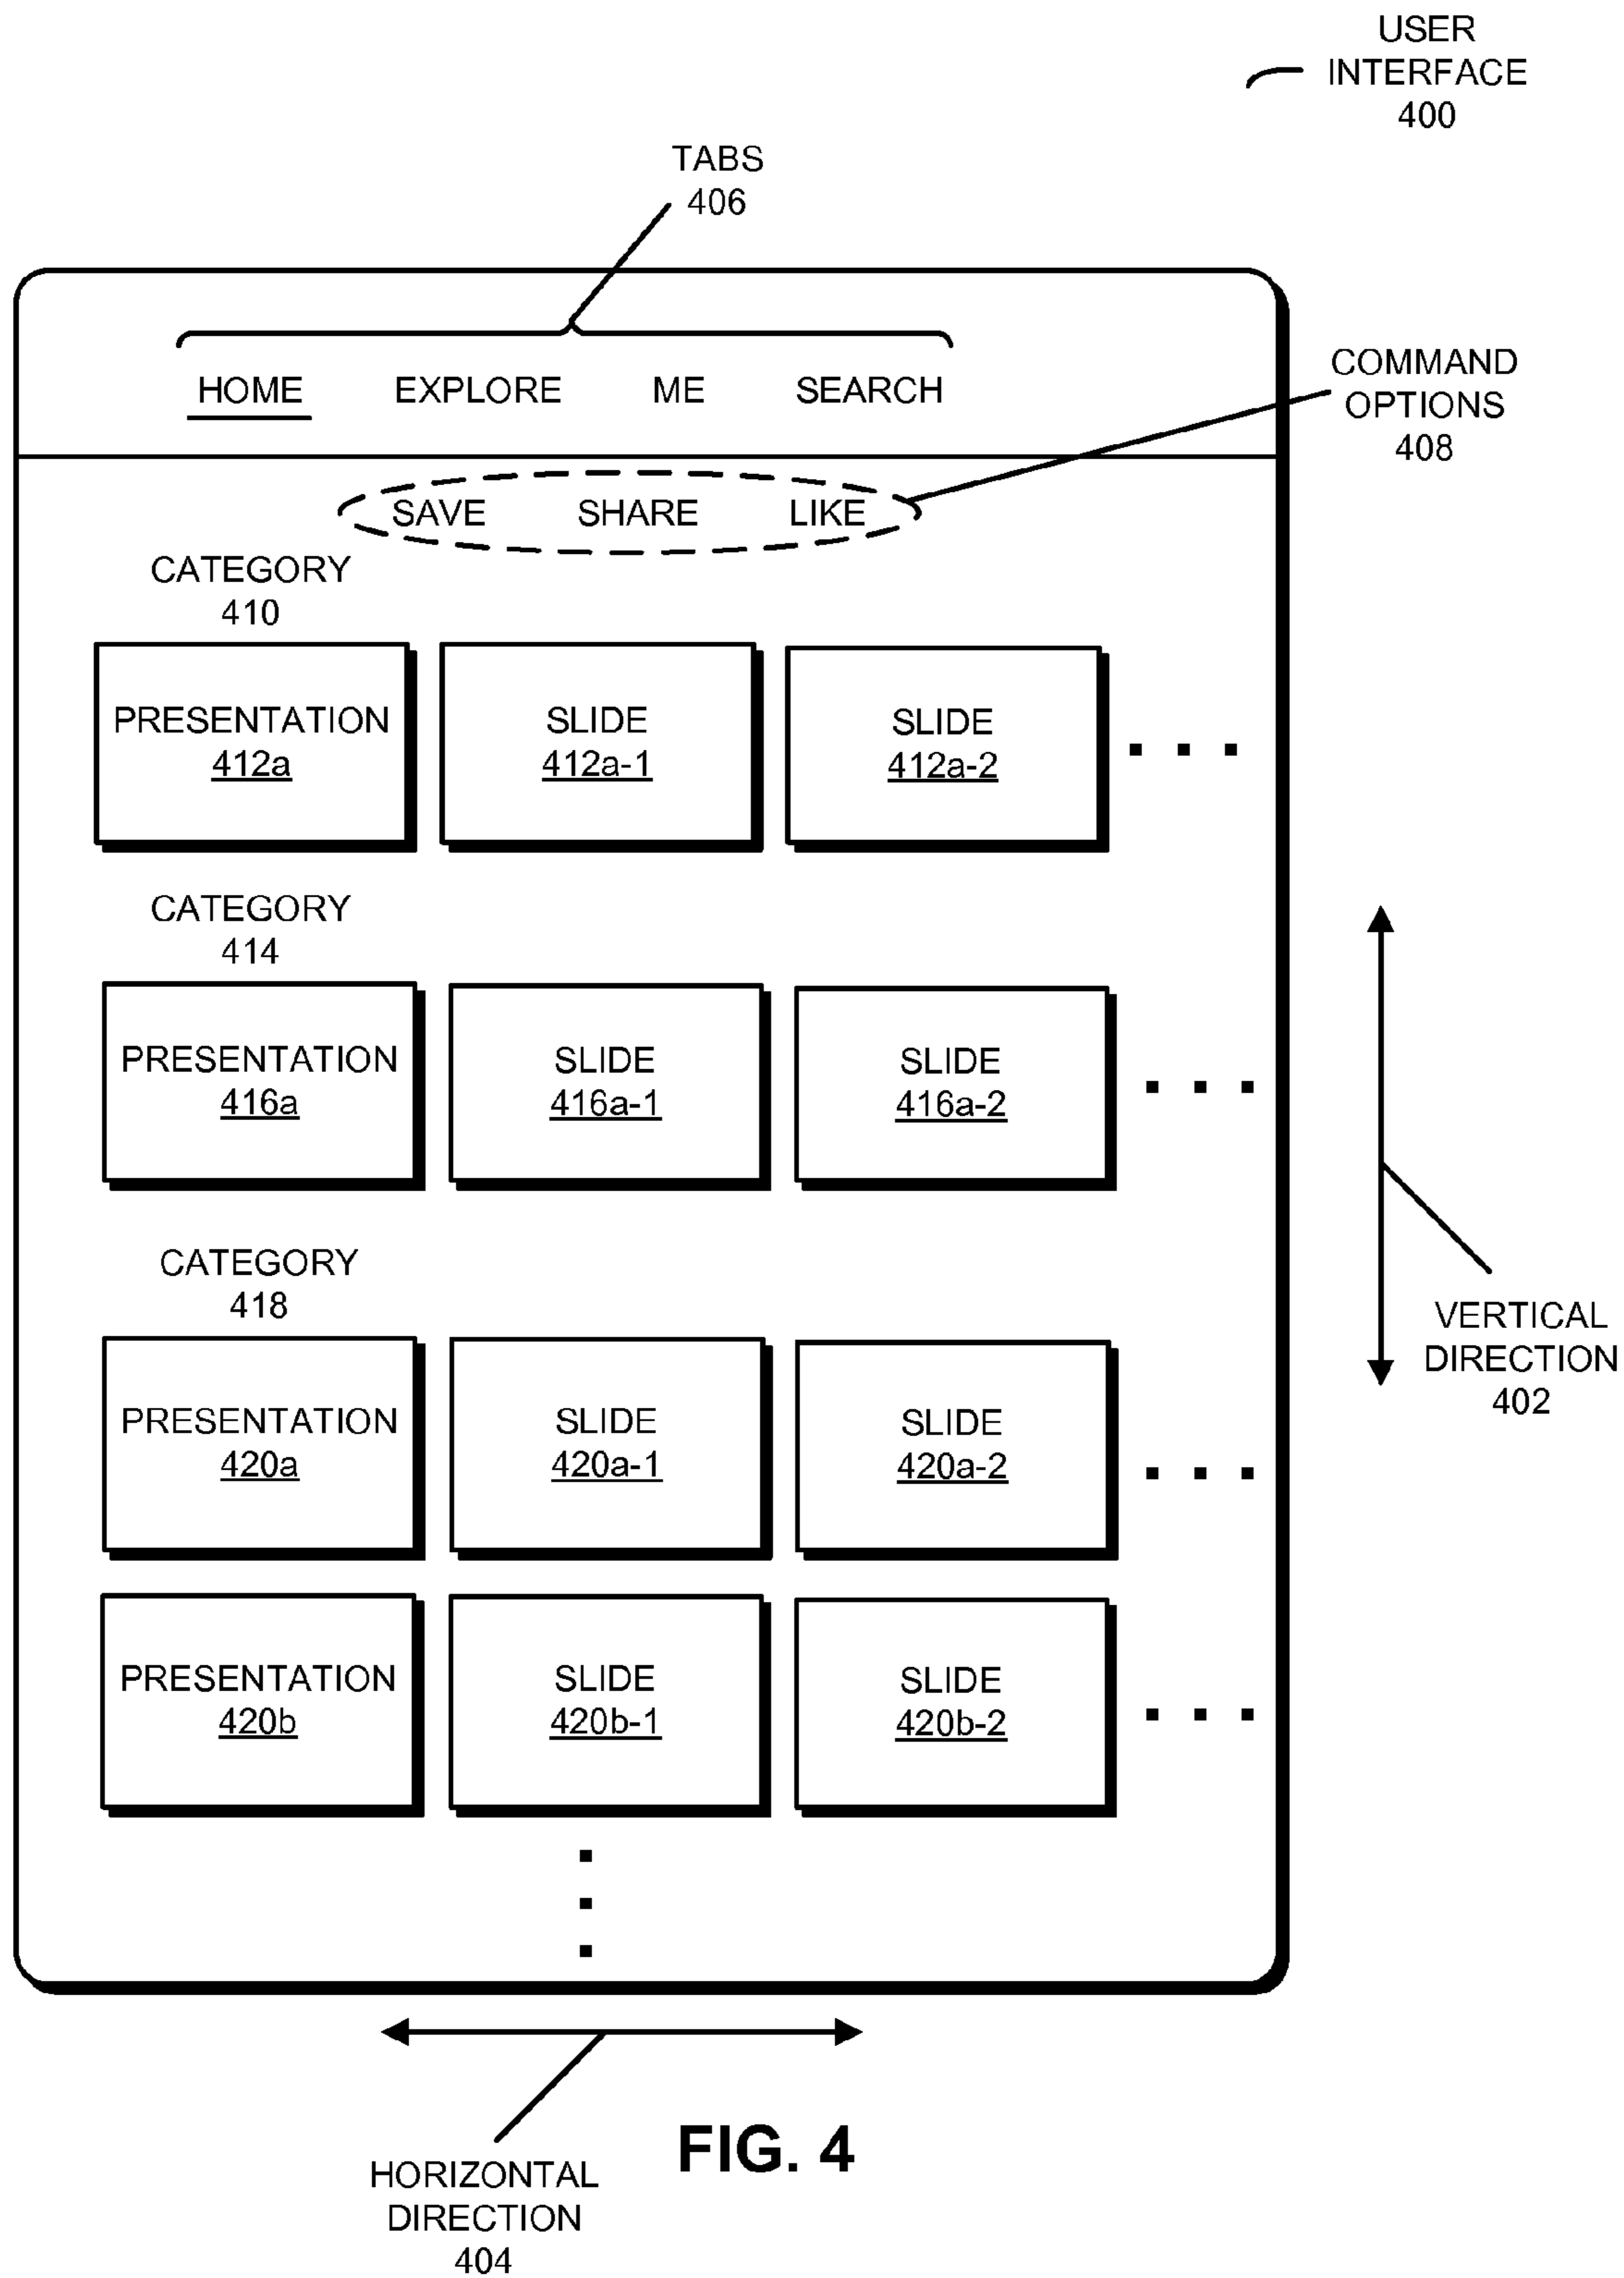 USER
INTERFACE
400
TABS
406
HOME EXPLORE ME SEARCH
COMMAND
OPTIONS
408
SAVE SHARE LIKE
CATEGORY
410
PRESENTATION
412a
SLIDE
412a-1
SLIDE
412a-2
CATEGORY
414
PRESENTATION
416a
SLIDE
416a-1
SLIDE
416a-2
CATEGORY
418
PRESENTATION
420a
SLIDE
420a-1
SLIDE
420a-2
VERTICAL
DIRECTION
402
PRESENTATION
420b
SLIDE
420b-1
SLIDE
420b-2
HORIZONTAL
DIRECTION
404
FIG. 4